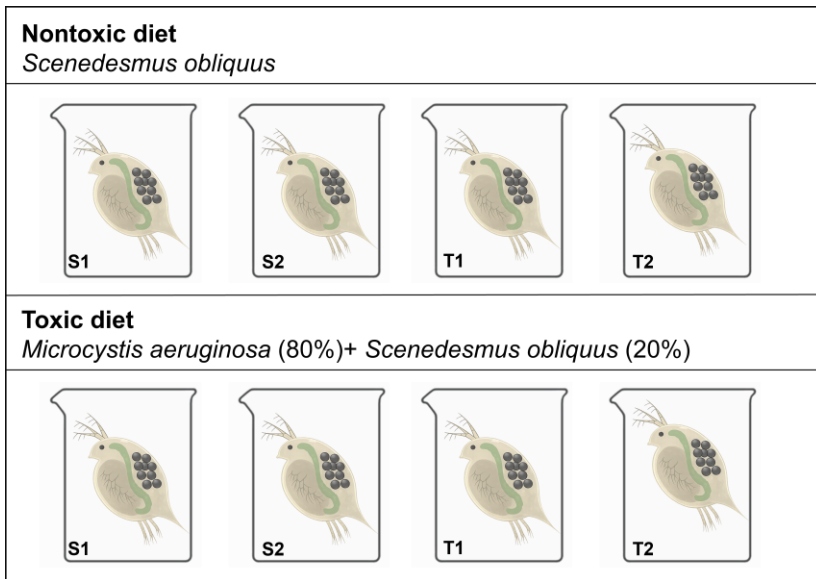 Nontoxic diet
Scenedesmus obliquus
S1 S2 T1 T2
Toxic diet
Microcystis aeruginosa (80%)+ Scenedesmus obliquus (20%)
S1 S2 T1 T2